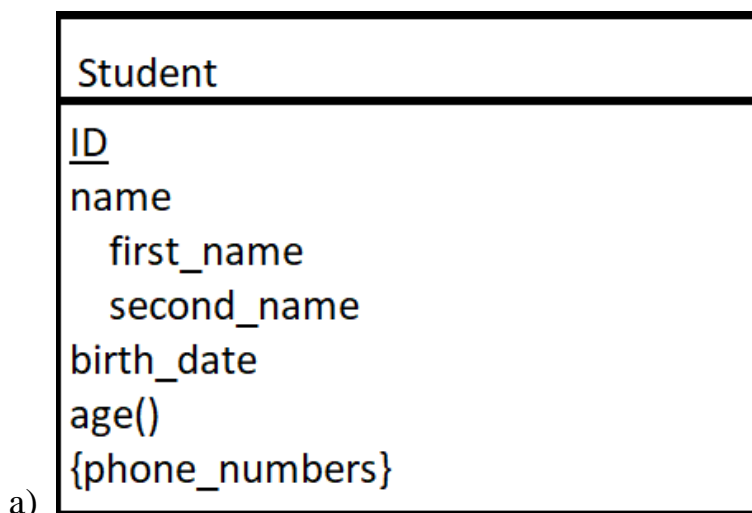 Student
ID
name
first_name
second_name
birth_date
age()
{phone_numbers}
a)